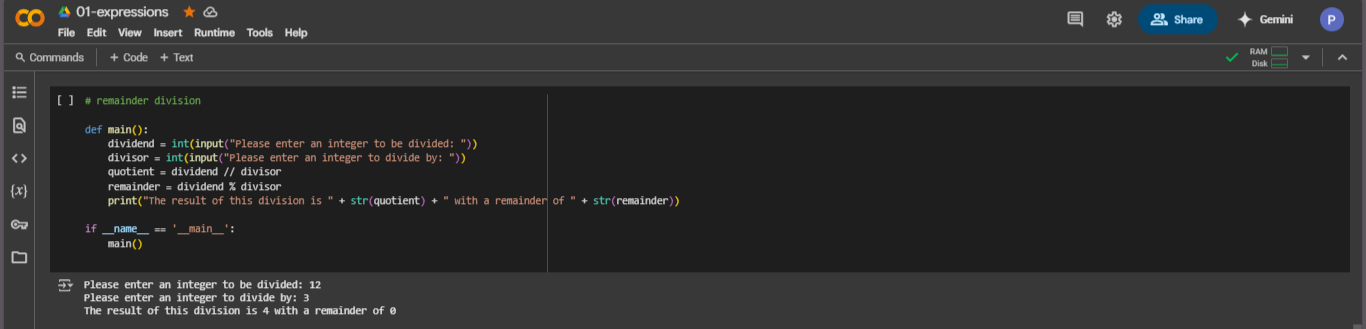 01-expressions
File Edit View Insert Runtime Tools Help
Share
Gemini
P
Commands + Code + Text
RAM
Disk
[ ] # remainder division
def main():
dividend = int(input("Please enter an integer to be divided: "))
divisor = int(input("Please enter an integer to divide by: "))
quotient = dividend // divisor
remainder = dividend % divisor
print("The result of this division is " + str(quotient) + " with a remainder of " + str(remainder))
if __name__ == '__main__':
main()
{x}
Please enter an integer to be divided: 12
Please enter an integer to divide by: 3
The result of this division is 4 with a remainder of 0